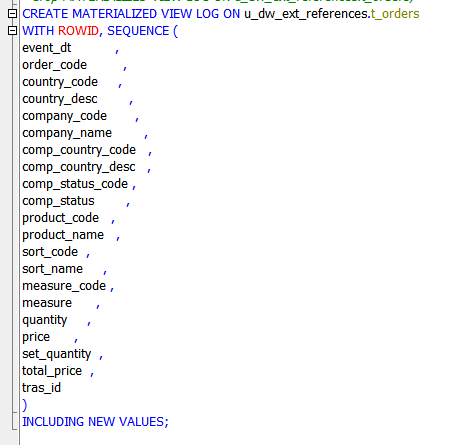 CREATE MATERIALIZED VIEW LOG ON u_dw_ext_references.t_orders
WITH ROWID, SEQUENCE (
event_dt ,
order_code ,
country_code ,
country_desc ,
company_code ,
company_name ,
comp_country_code ,
comp_country_desc ,
comp_status_code ,
comp_status ,
product_code ,
product_name ,
sort_code ,
sort_name ,
measure_code ,
measure ,
quantity ,
price ,
set_quantity ,
total_price ,
tras_id
)
INCLUDING NEW VALUES;